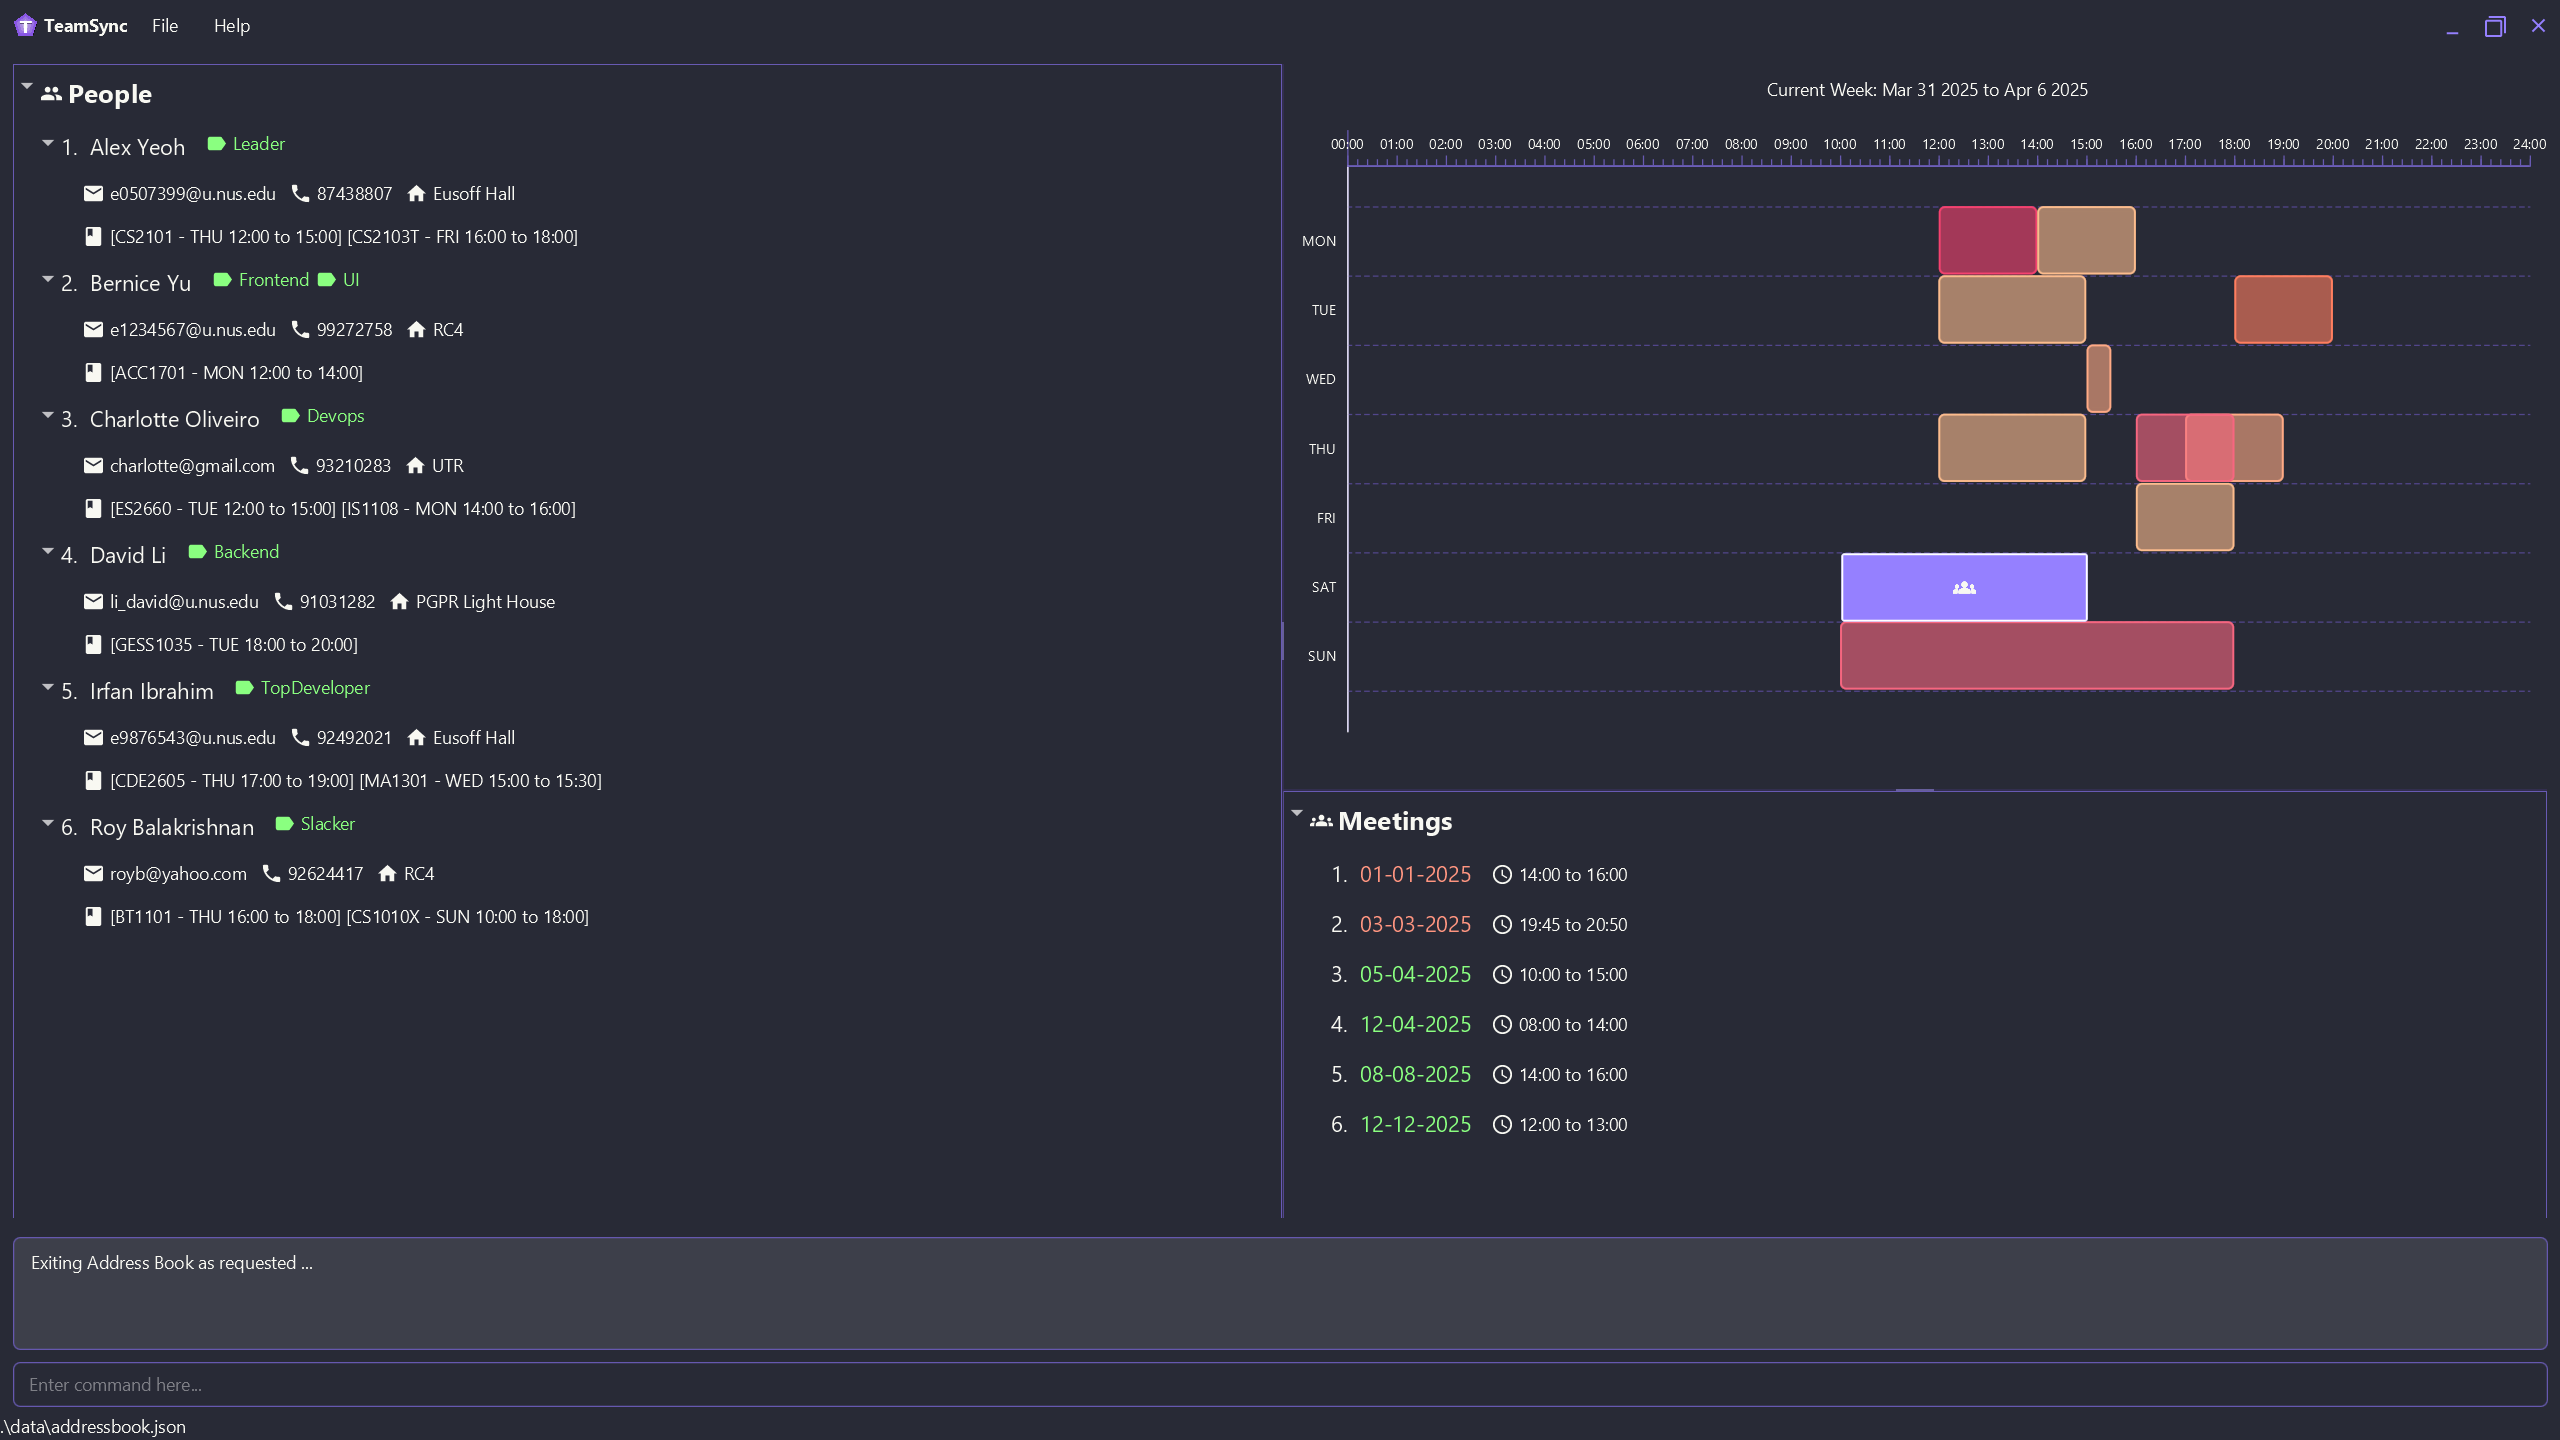 TeamSync File Help
People
1. Alex Yeoh Leader
e0507399@u.nus.edu 87438807 Eusoff Hall
[CS2101 - THU 12:00 to 15:00] [CS2103T - FRI 16:00 to 18:00]
2. Bernice Yu Frontend UI
e1234567@u.nus.edu 99272758 RC4
[ACC1701 - MON 12:00 to 14:00]
3. Charlotte Oliveiro Devops
charlotte@gmail.com 93210283 UTR
[ES2660 - TUE 12:00 to 15:00] [IS1108 - MON 14:00 to 16:00]
4. David Li Backend
li_david@u.nus.edu 91031282 PGPR Light House
[GESS1035 - TUE 18:00 to 20:00]
5. Irfan Ibrahim TopDeveloper
e9876543@u.nus.edu 92492021 Eusoff Hall
[CDE2605 - THU 17:00 to 19:00] [MA1301 - WED 15:00 to 15:30]
6. Roy Balakrishnan Slacker
royb@yahoo.com 92624417 RC4
[BT1101 - THU 16:00 to 18:00] [CS1010X - SUN 10:00 to 18:00]
Current Week: Mar 31 2025 to Apr 6 2025
00:00 01:00 02:00 03:00 04:00 05:00 06:00 07:00 08:00 09:00 10:00 11:00 12:00 13:00 14:00 15:00 16:00 17:00 18:00 19:00 20:00 21:00 22:00 23:00 24:00
MON
TUE
WED
THU
FRI
SAT
SUN
Meetings
1. 01-01-2025 14:00 to 16:00
2. 03-03-2025 19:45 to 20:50
3. 05-04-2025 10:00 to 15:00
4. 12-04-2025 08:00 to 14:00
5. 08-08-2025 14:00 to 16:00
6. 12-12-2025 12:00 to 13:00
Exiting Address Book as requested ...
Enter command here...
.\data\addressbook.json